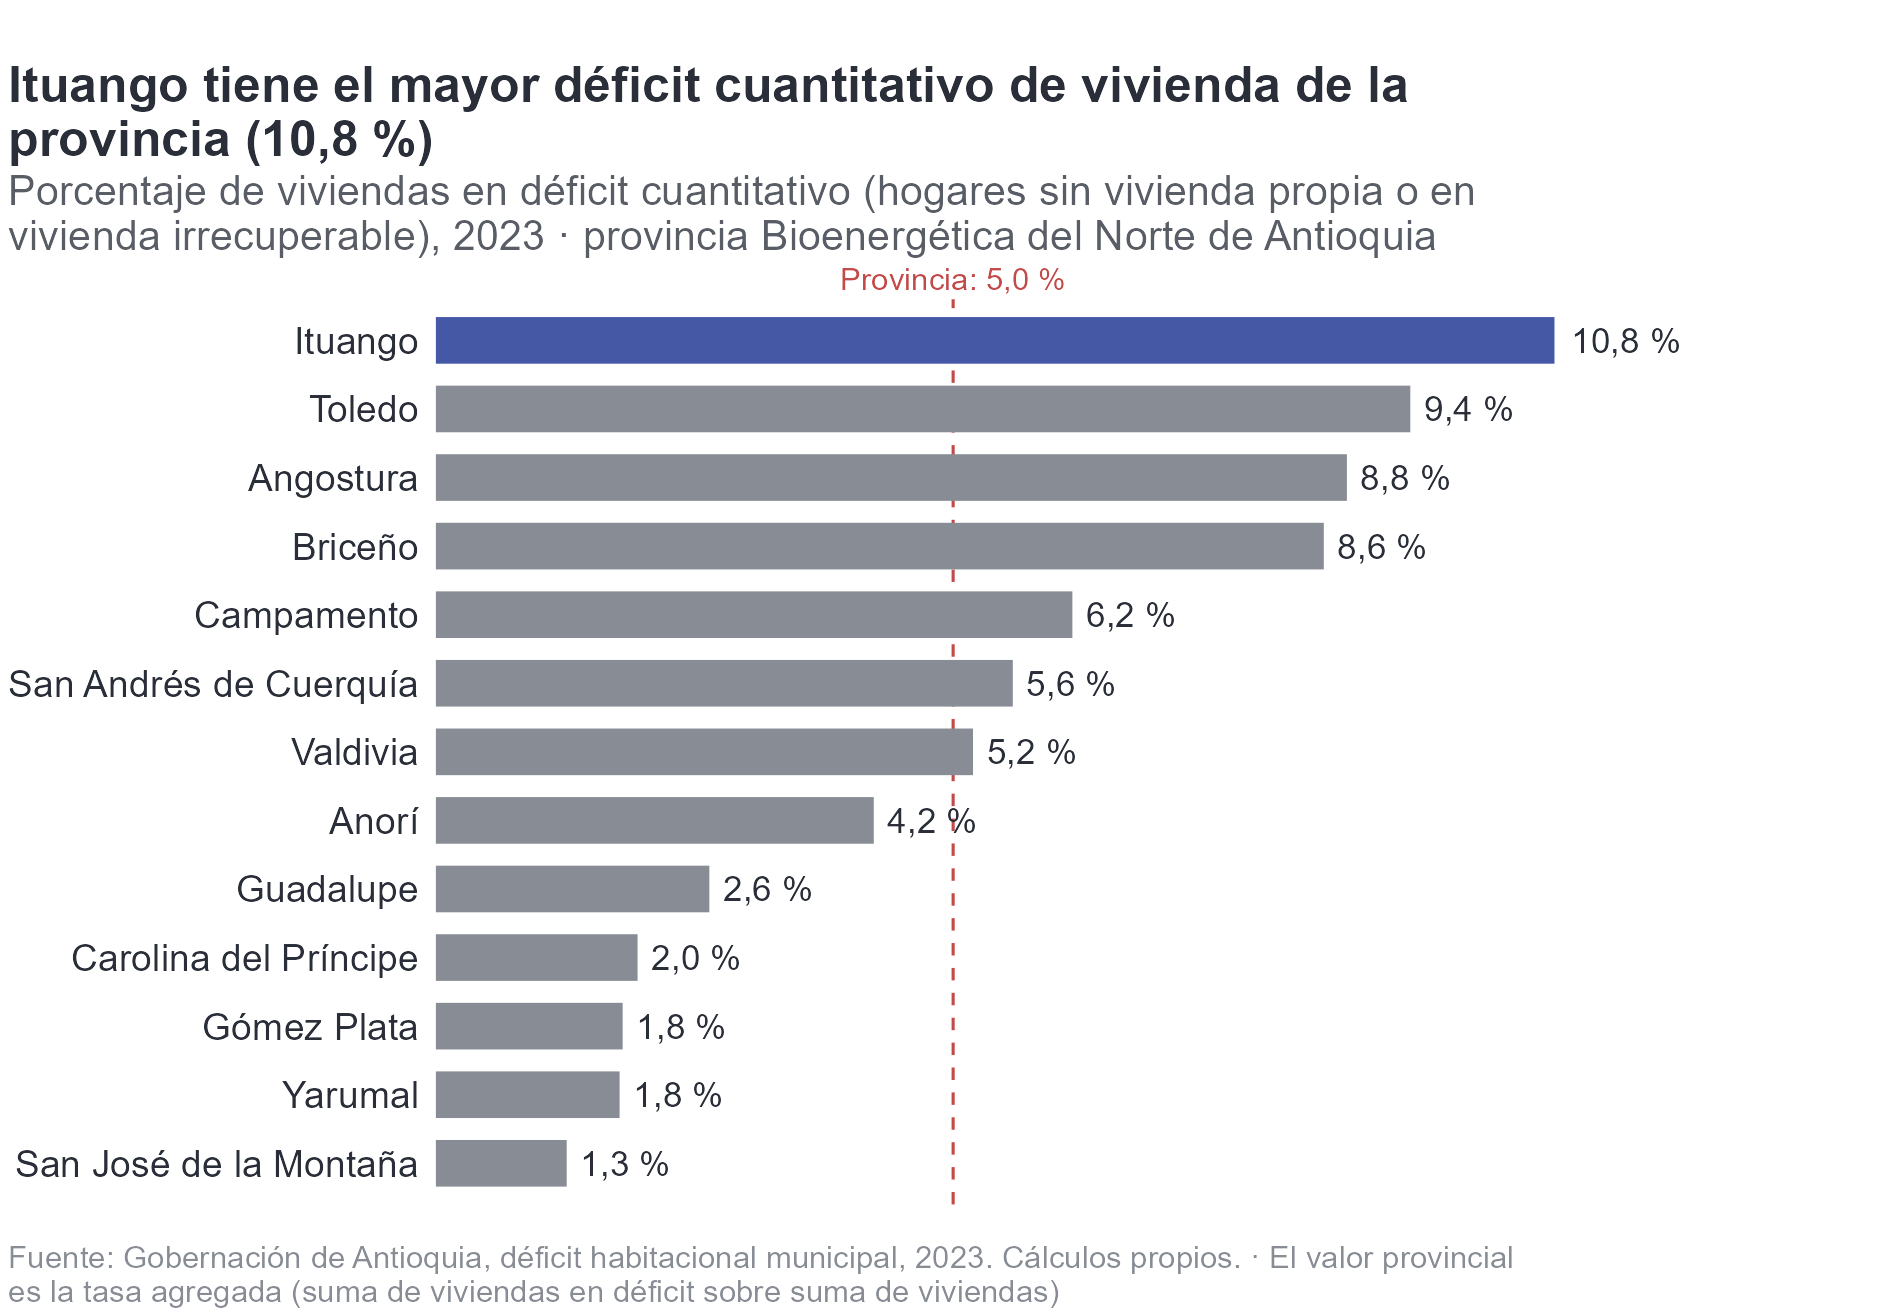 Ituango tiene el mayor déficit cuantitativo de vivienda de la
provincia (10,8 %)
Porcentaje de viviendas en déficit cuantitativo (hogares sin vivienda propia o en
vivienda irrecuperable), 2023 · provincia Bioenergética del Norte de Antioquia
Provincia: 5,0 %
Ituango 10,8 %
Toledo 9,4 %
Angostura 8,8 %
Briceño 8,6 %
Campamento 6,2 %
San Andrés de Cuerquía 5,6 %
Valdivia 5,2 %
Anorí 4,2 %
Guadalupe 2,6 %
Carolina del Príncipe 2,0 %
Gómez Plata 1,8 %
Yarumal 1,8 %
San José de la Montaña 1,3 %
Fuente: Gobernación de Antioquia, déficit habitacional municipal, 2023. Cálculos propios. · El valor provincial
es la tasa agregada (suma de viviendas en déficit sobre suma de viviendas)